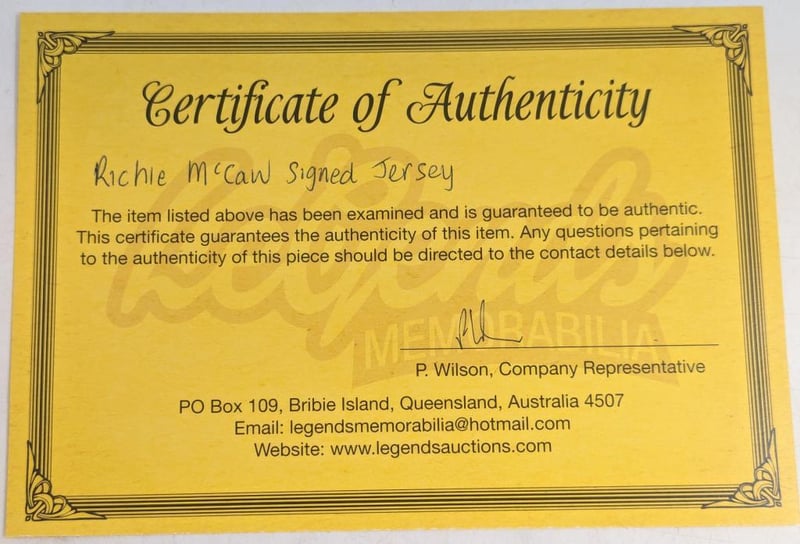 Certificate of Authenticity
Richie McCaw Signed Jersey
The item listed above has been examined and is guaranteed to be authentic.
This certificate guarantees the authenticity of this item. Any questions pertaining
to the authenticity of this piece should be directed to the contact details below.
Legends
MEMORABILIA
P. Wilson, Company Representative
PO Box 109, Bribie Island, Queensland, Australia 4507
Email: legendsmemorabilia@hotmail.com
Website: www.legendsauctions.com